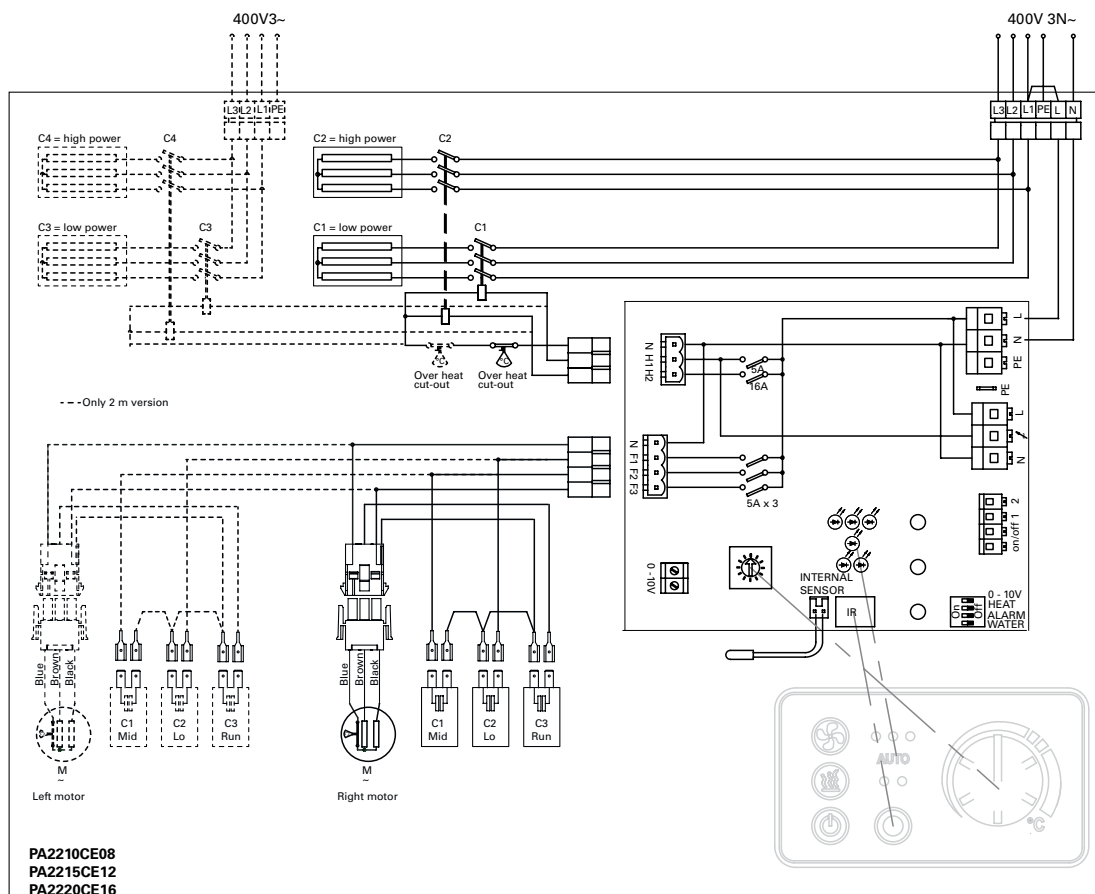 400V3~
400V 3N~
L3 L2 L1 PE
L3 L2 L1 PE L N
C4 = high power
C4
C2 = high power
C2
C3 = low power
C3
C1 = low power
C1
°C
°C
Over heat
cut-out
Over heat
cut-out
--- Only 2 m version
N H1 H2
5A
16A
L
N
PE
PE
L
N
N F1 F2 F3
5A x 3
on/off 1 2
0 - 10V
INTERNAL
SENSOR
IR
On
Off
0 - 10V
HEAT
ALARM
WATER
Blue
Brown
Black
C1
Mid
C2
Lo
C3
Run
M
~
Left motor
Blue
Brown
Black
C1
Mid
C2
Lo
C3
Run
M
~
Right motor
AUTO
°C
PA2210CE08
PA2215CE12
PA2220CE16